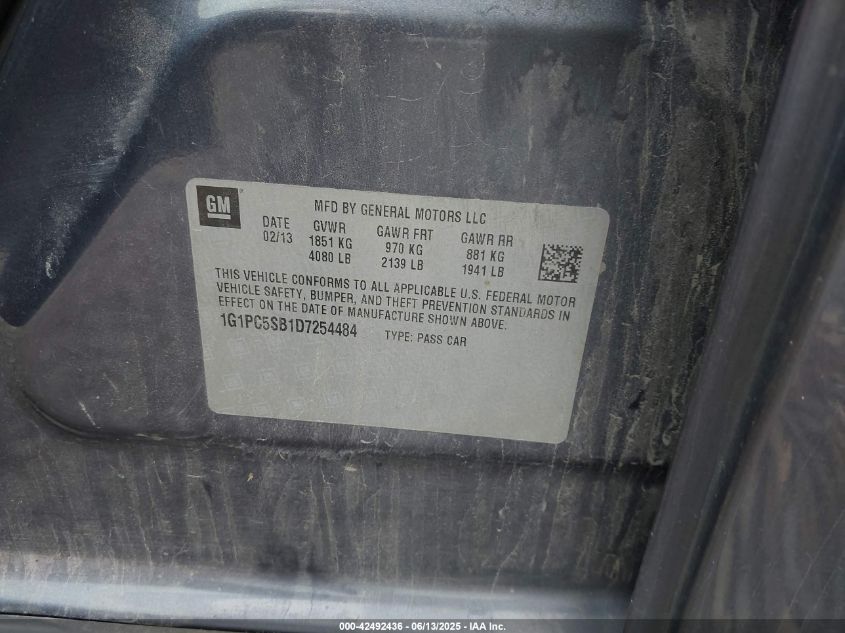 GM
MFD BY GENERAL MOTORS LLC
DATE GVWR GAWR FRT GAWR RR
02/13 1851 KG 970 KG 881 KG
4080 LB 2139 LB 1941 LB
THIS VEHICLE CONFORMS TO ALL APPLICABLE U.S. FEDERAL MOTOR
VEHICLE SAFETY, BUMPER, AND THEFT PREVENTION STANDARDS IN
EFFECT ON THE DATE OF MANUFACTURE SHOWN ABOVE.
1G1PC5SB1D7254484 TYPE: PASS CAR
000-42492436 - 06/13/2025 - IAA Inc.